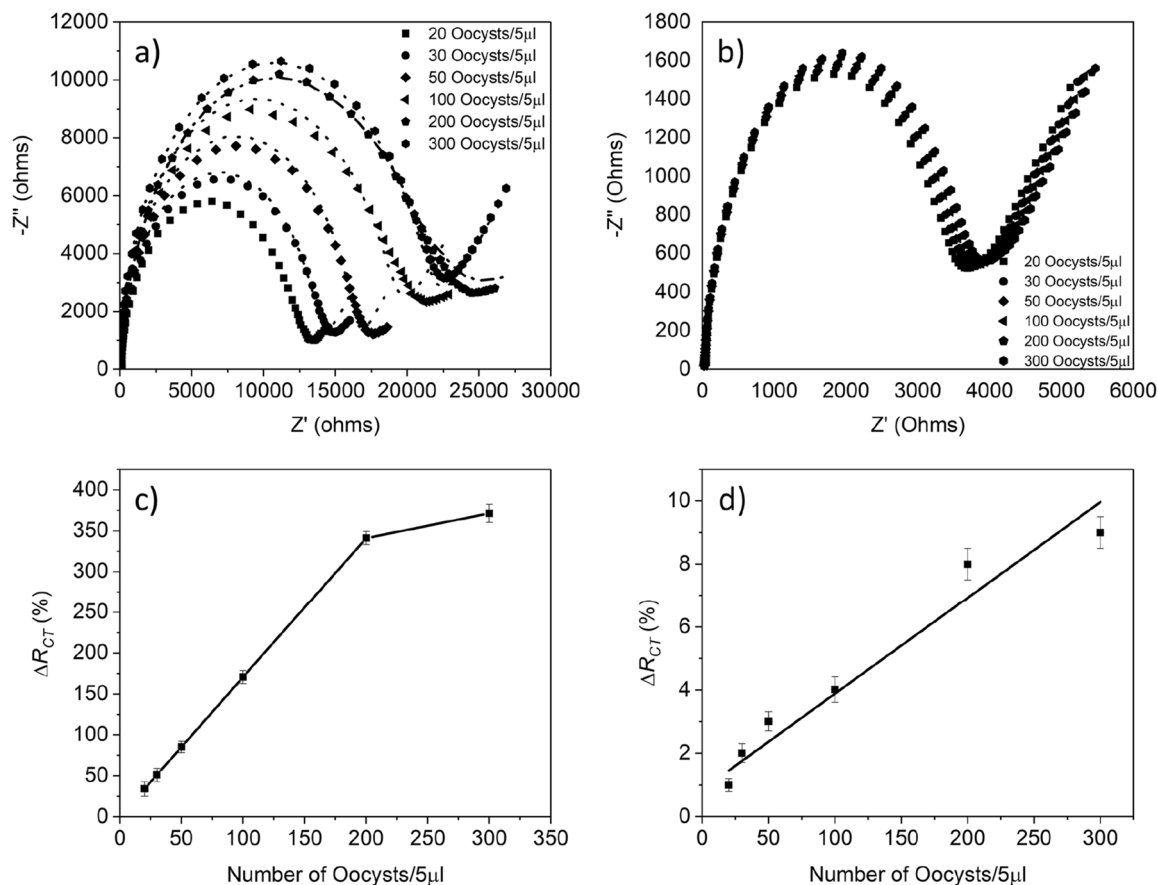 a)
12000
10000
8000
6000
4000
2000
0
-Z" (ohms)
20 Oocysts/5µl
30 Oocysts/5µl
50 Oocysts/5µl
100 Oocysts/5µl
200 Oocysts/5µl
300 Oocysts/5µl
0 5000 10000 15000 20000 25000 30000
Z' (ohms)
b)
1800
1600
1400
1200
1000
800
600
400
200
0
-Z" (Ohms)
20 Oocysts/5µl
30 Oocysts/5µl
50 Oocysts/5µl
100 Oocysts/5µl
200 Oocysts/5µl
300 Oocysts/5µl
0 1000 2000 3000 4000 5000 6000
Z' (Ohms)
c)
400
350
300
250
200
150
100
50
0
ΔR_CT (%)
0 50 100 150 200 250 300 350
Number of Oocysts/5µl
d)
10
8
6
4
2
0
ΔR_CT (%)
0 50 100 150 200 250 300
Number of Oocysts/5µl